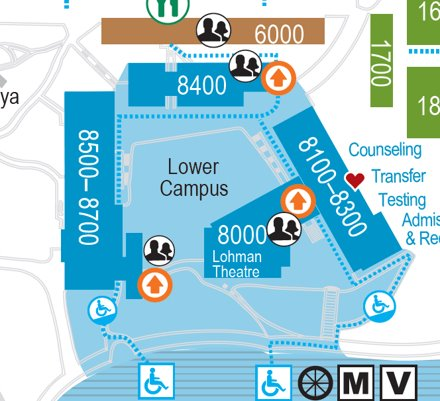 6000
16
1700
8400
18
ya
8500–8700
Lower
Campus
8100–8300
Counseling
Transfer
Testing
Admis
& Rec
8000
Lohman
Theatre
M
V